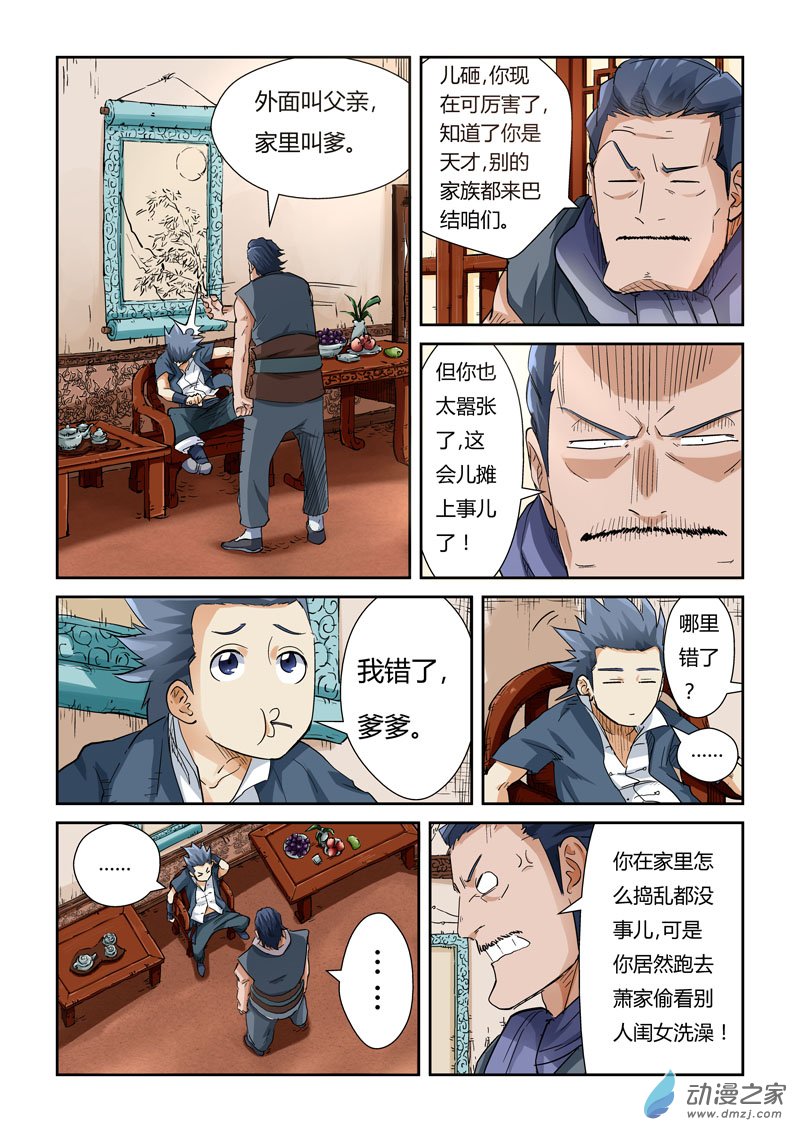 外面叫父亲，
家里叫爹。
儿砸，你现
在可厉害了，
知道了你是
天才，别的
家族都来巴
结咱们。
但你也
太嚣张
了，这
会儿摊
上事儿
了！
我错了，
爹爹。
哪里
错了
？
……
……
……
你在家里怎
么捣乱都没
事儿，可是
你居然跑去
萧家偷看别
人闺女洗澡！
动漫之家
www.dmzj.com